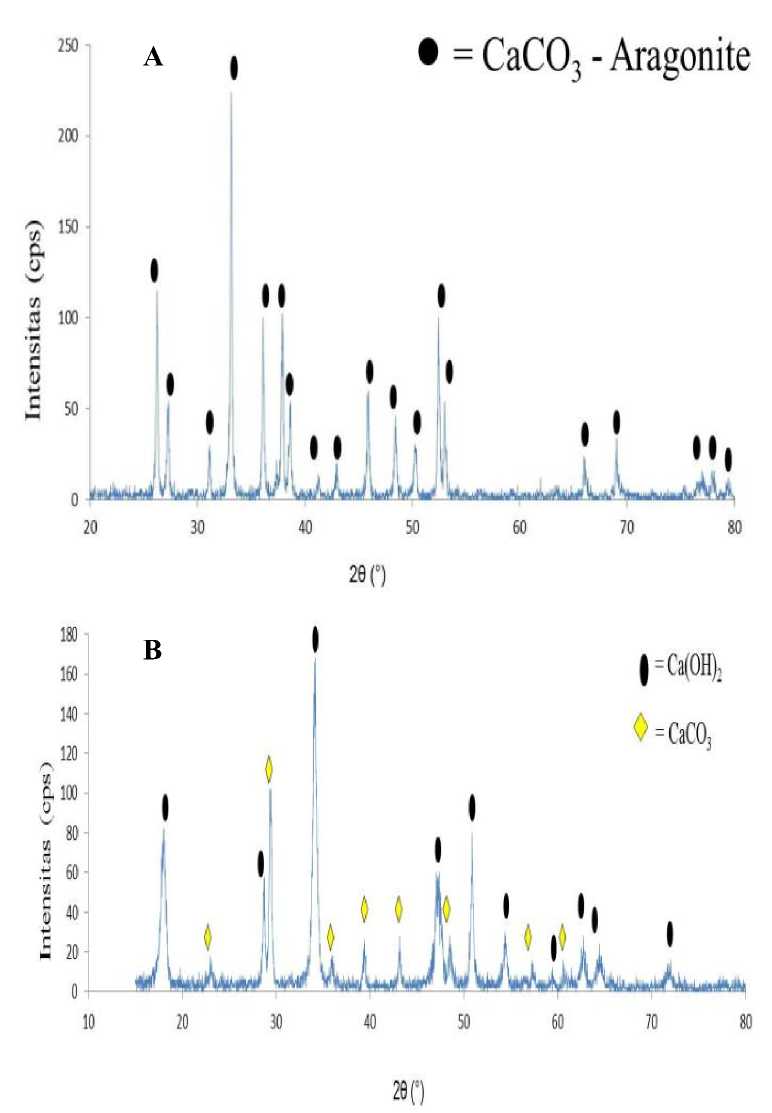 A
= CaCO3 - Aragonite
250
200
150
100
50
0
Intensitas (cps)
20 30 40 50 60 70 80
2θ (°)
B
= Ca(OH)2
= CaCO3
180
160
140
120
100
80
60
40
20
0
Intensitas (cps)
10 20 30 40 50 60 70 80
2θ (°)